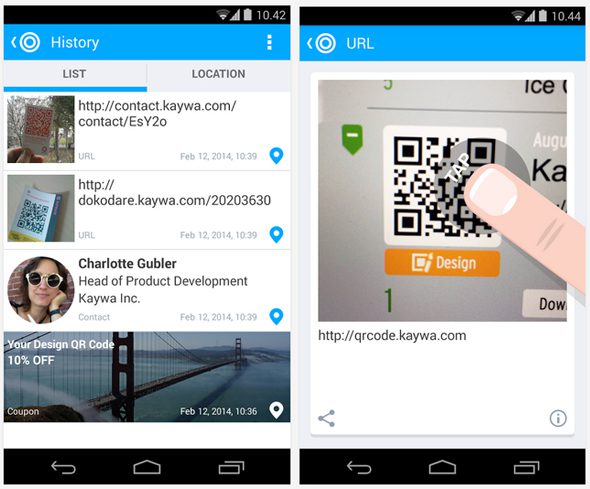 10.42
History
LIST
LOCATION
http://contact.kaywa.com/
contact/EsY2o
URL
Feb 12, 2014, 10:39
http://
dokodare.kaywa.com/20203630
URL
Feb 12, 2014, 10:39
Charlotte Gubler
Head of Product Development
Kaywa Inc.
Contact
Feb 12, 2014, 10:39
Your Design QR Code
10% OFF
Coupon
Feb 12, 2014, 10:36
10.44
URL
5
Ice C
Augu
Ka
TAP
Design
1
Dow
http://qrcode.kaywa.com